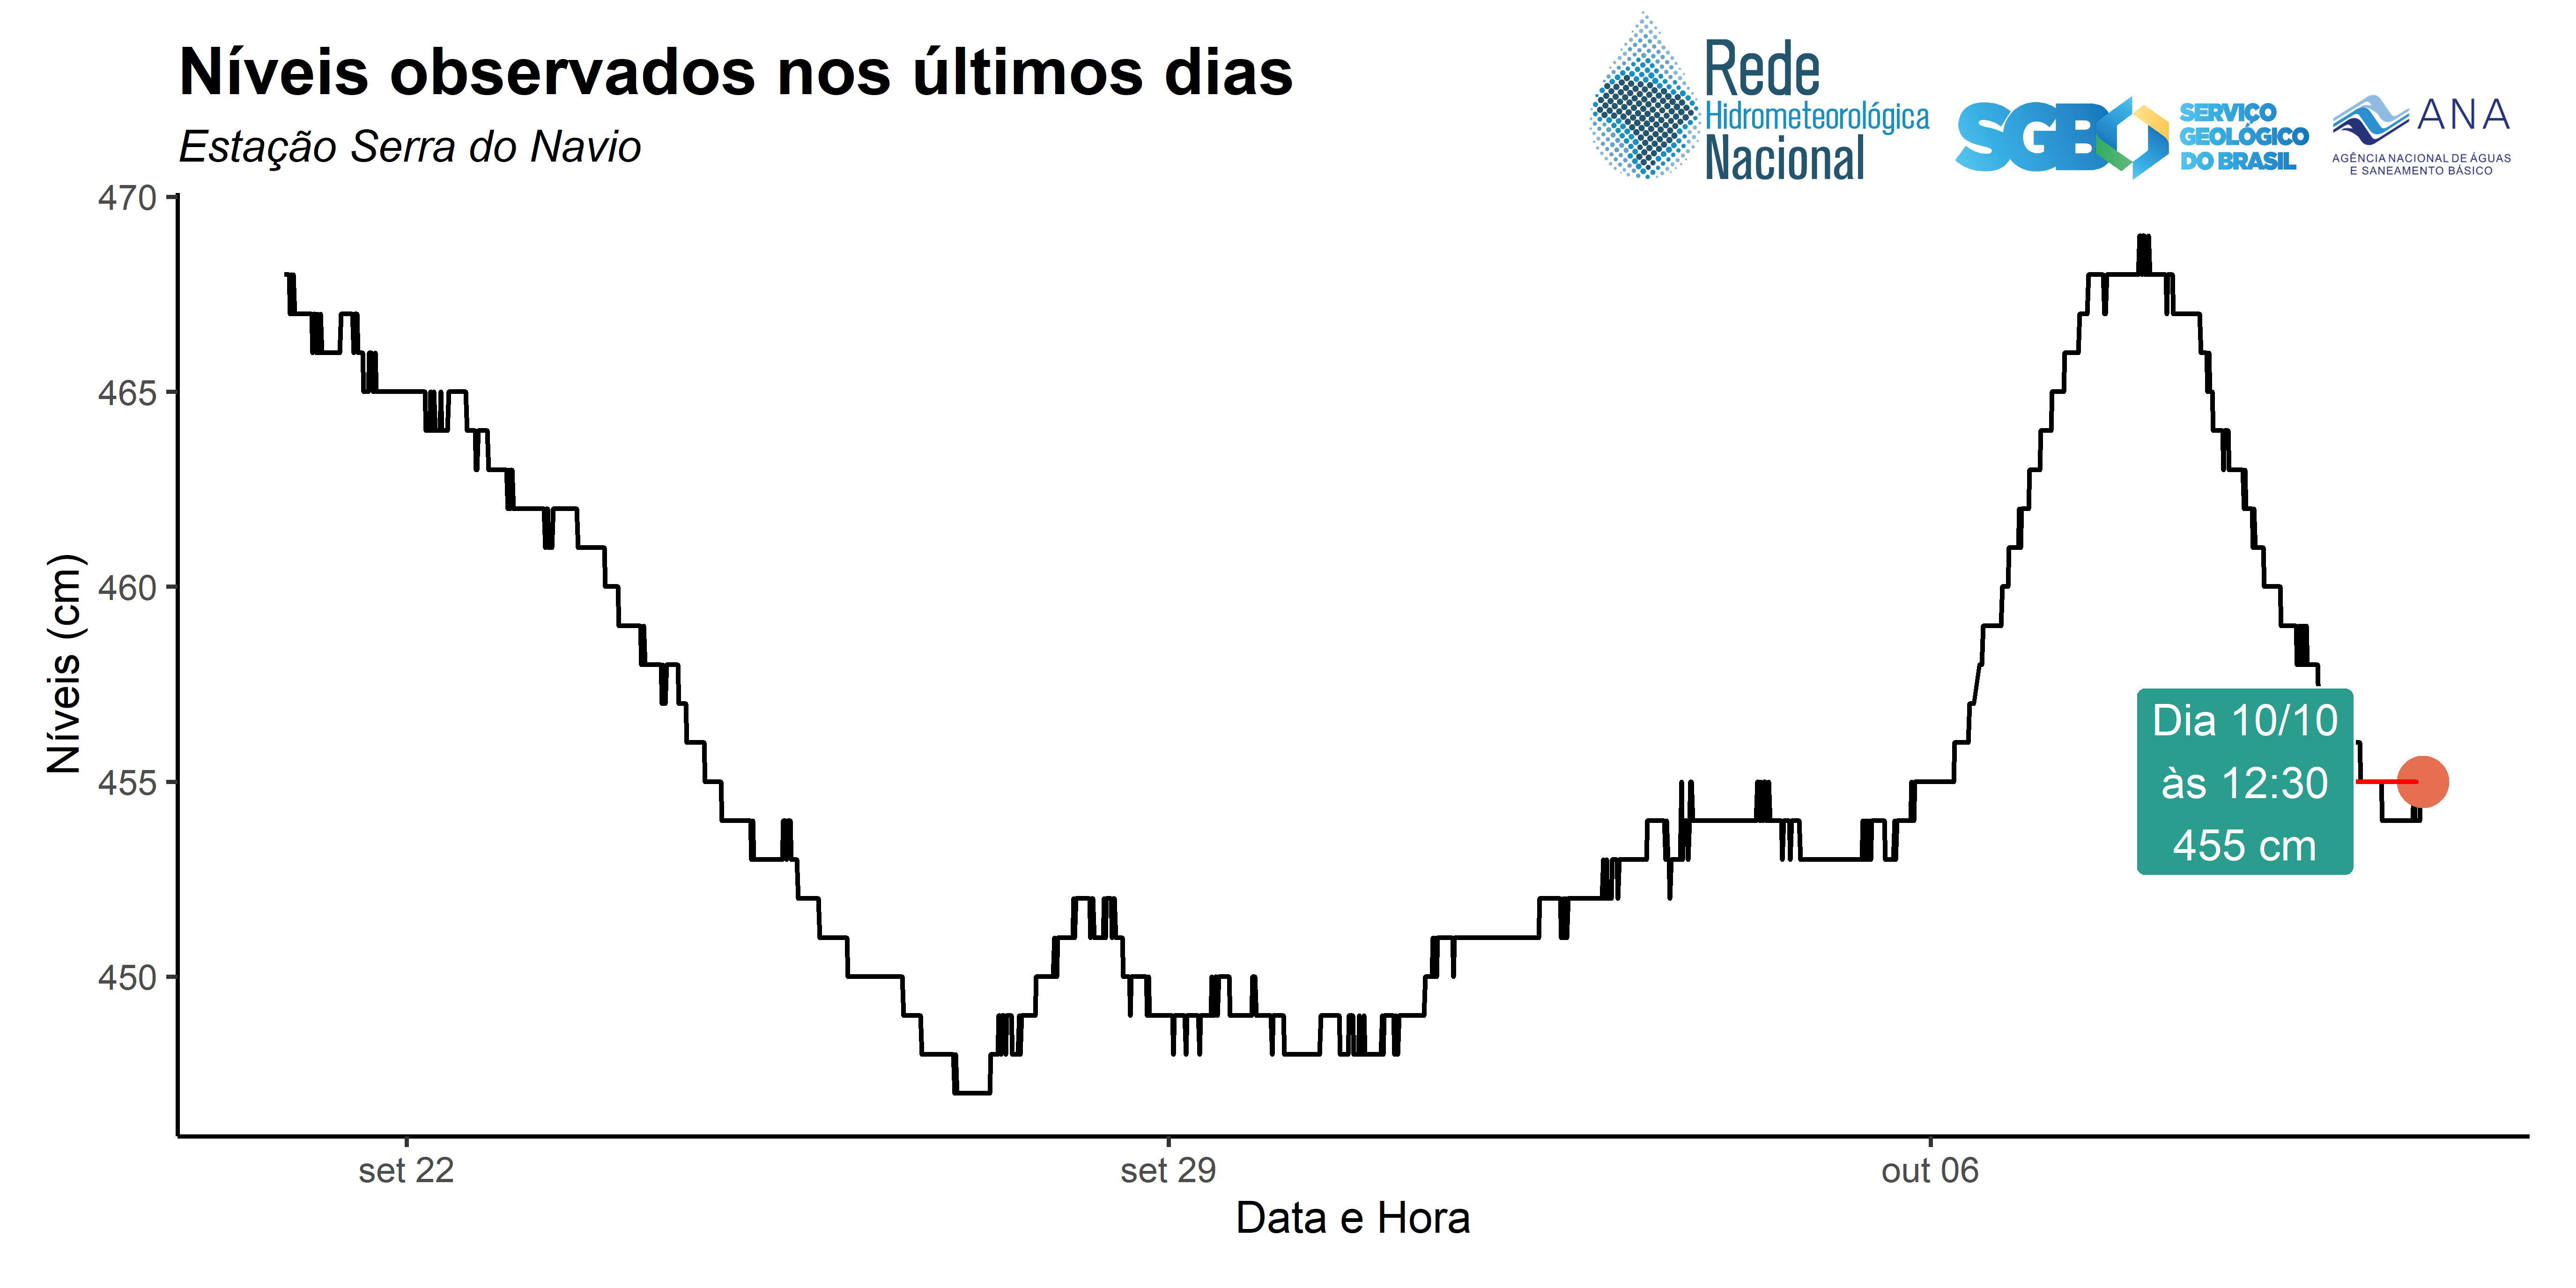 Níveis observados nos últimos dias
Estação Serra do Navio
Rede
Hidrometeorológica
Nacional
SGB
SERVIÇO
GEOLÓGICO
DO BRASIL
ANA
AGÊNCIA NACIONAL DE ÁGUAS
E SANEAMENTO BÁSICO
Níveis (cm)
470
465
460
455
450
Dia 10/10
às 12:30
455 cm
set 22
set 29
out 06
Data e Hora